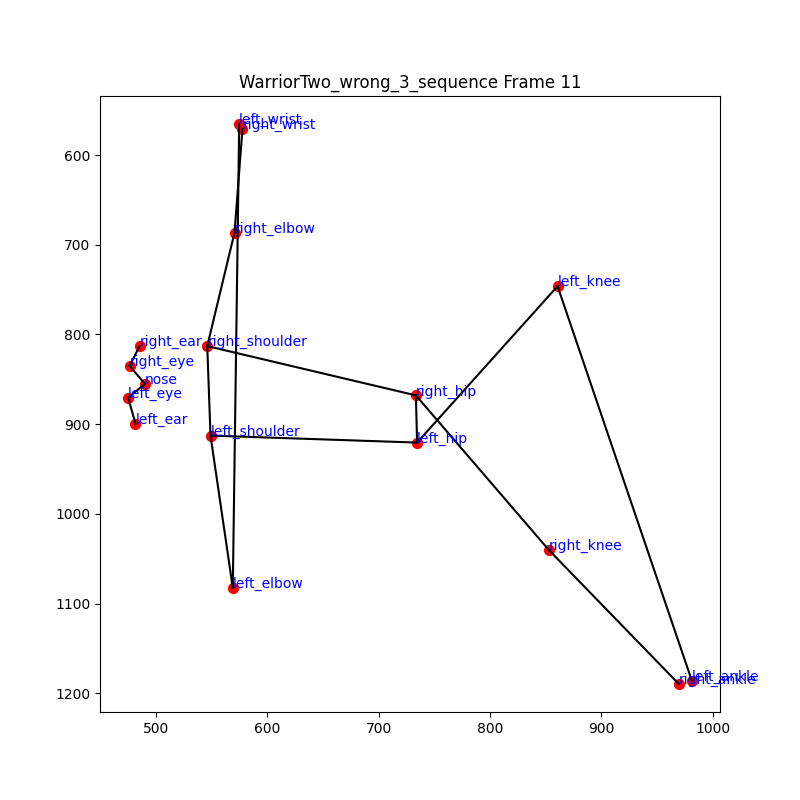 WarriorTwo_wrong_3_sequence Frame 11
left_wrist
right_wrist
600
right_elbow
700
left_knee
800
right_ear
right_shoulder
right_eye
nose
left_eye
right_hip
900
left_ear
left_shoulder
left_hip
1000
right_knee
left_elbow
1100
left_ankle
right_ankle
1200
500 600 700 800 900 1000